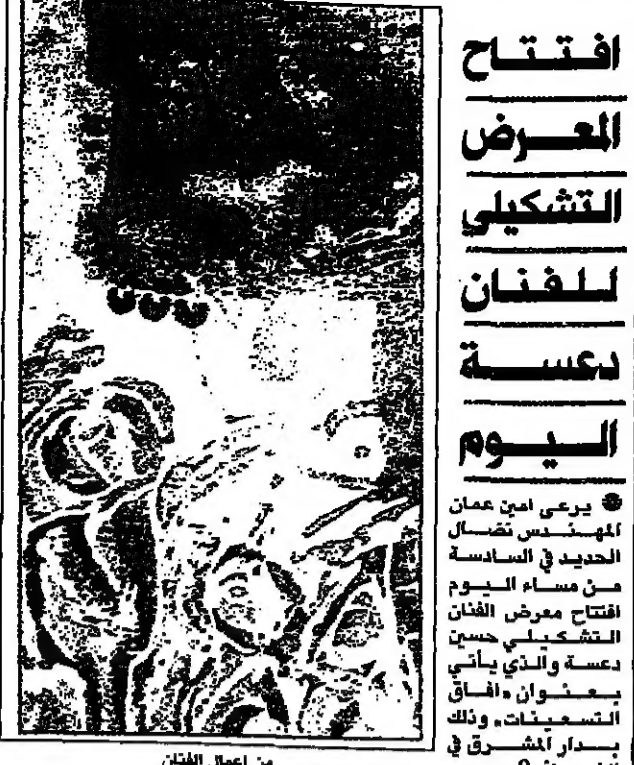 افتتاح
المعرض
التشكيلي
للفنان
دعسة
اليوم
يرعى امين عمان
المهندس نضال
الحديد في السادسة
من مساء اليوم
افتتاح معرض الفنان
التشكيلي حسين
دعسة والذي يأتي
بعنوان «افاق
التسعينات» وذلك
بدار المشرق في
من اعمال الفنان